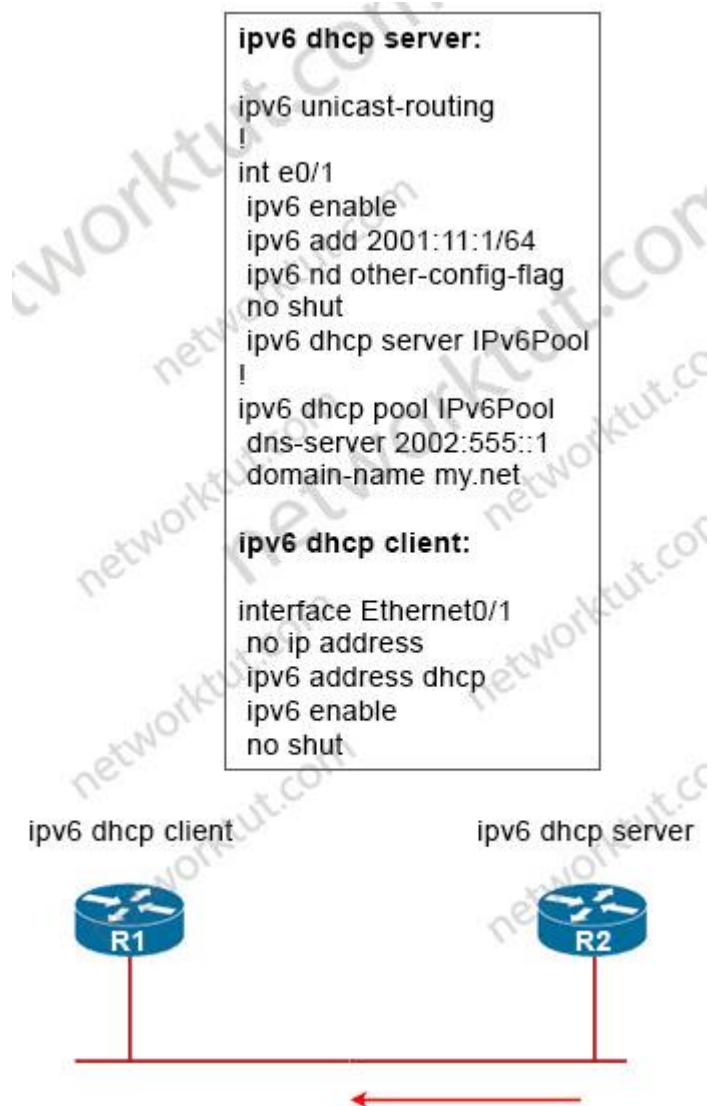 ipv6 dhcp server:
ipv6 unicast-routing
!
int e0/1
ipv6 enable
ipv6 add 2001:11:1/64
ipv6 nd other-config-flag
no shut
ipv6 dhcp server IPv6Pool
!
ipv6 dhcp pool IPv6Pool
dns-server 2002:555::1
domain-name my.net
ipv6 dhcp client:
interface Ethernet0/1
no ip address
ipv6 address dhcp
ipv6 enable
no shut
ipv6 dhcp client
ipv6 dhcp server
R1
R2
networktut.com